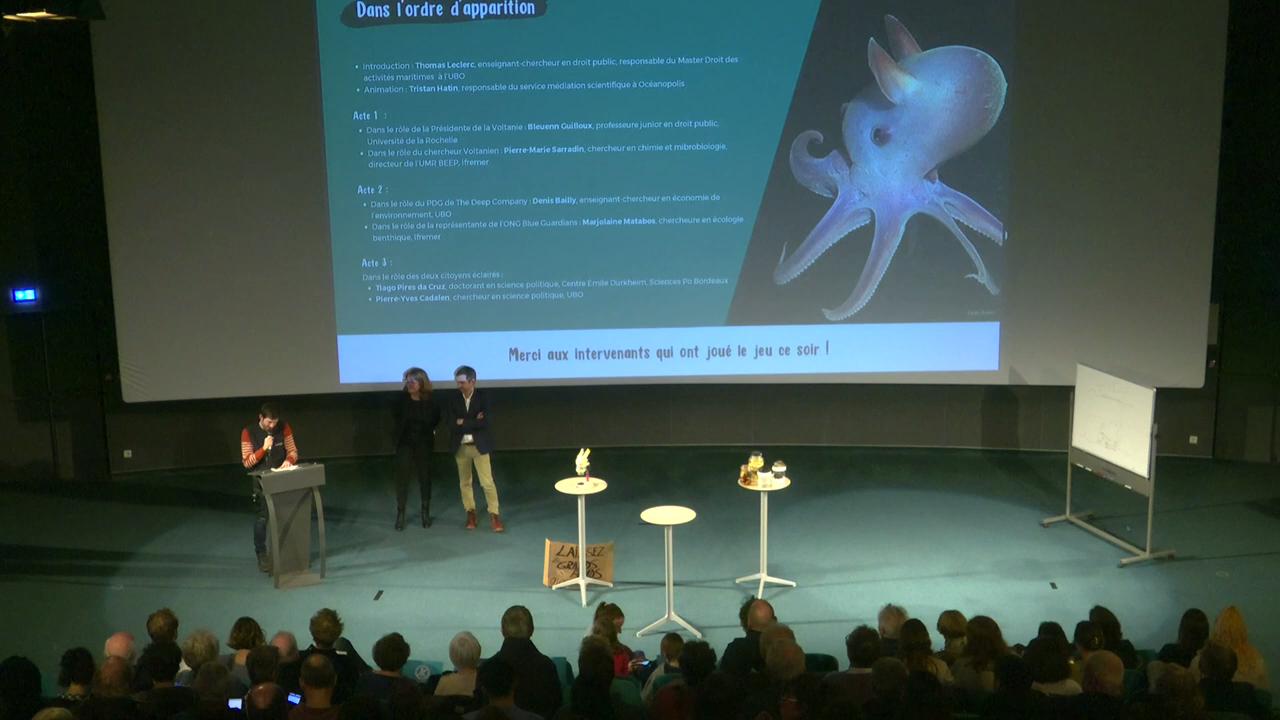 Dans l'ordre d'apparition
• Introduction : Thomas Leclerc, enseignant-chercheur en droit public, responsable du Master Droit des
activités maritimes à l'UBO
• Animation : Tristan Hatin, responsable du service médiation scientifique à Océanopolis
Acte 1 :
• Dans le rôle de la Présidente de la Voltanie : Bleuenn Guilloux, professeure junior en droit public,
Université de la Rochelle
• Dans le rôle du chercheur Voltanien : Pierre-Marie Sarradin, chercheur en chimie et mibrobiologie,
directeur de l'UMR BEEP, Ifremer
Acte 2 :
• Dans le rôle du PDG de The Deep Company : Denis Bailly, enseignant-chercheur en économie de
l'environnement, UBO
• Dans le rôle de la représentante de l'ONG Blue Guardians : Marjolaine Matabos, chercheure en écologie
benthique, Ifremer
Acte 3 :
Dans le rôle des deux citoyens éclairés :
• Tiago Pires da Cruz, doctorant en science politique, Centre Émile Durkheim, Sciences Po Bordeaux
• Pierre-Yves Cadalen, chercheur en science politique, UBO
Merci aux intervenants qui ont joué le jeu ce soir !
LAISSEZ